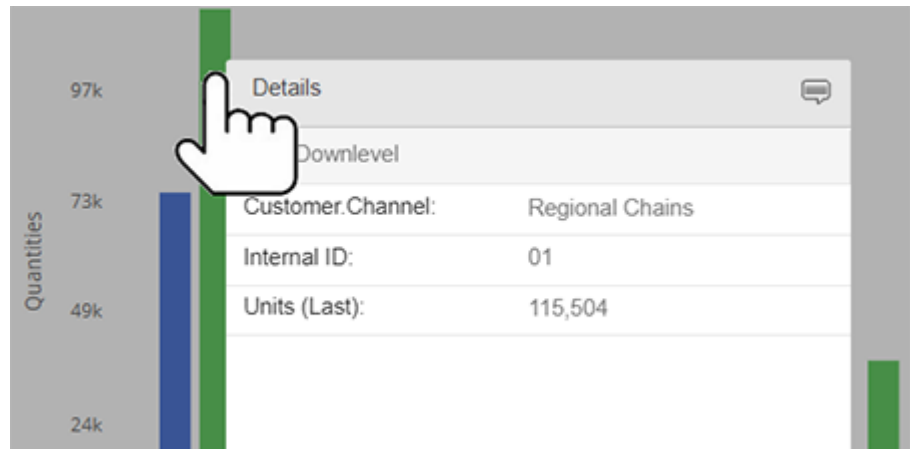 97k
73k
Quantities
49k
24k
Details
Downlevel
Customer.Channel: Regional Chains
Internal ID: 01
Units (Last): 115,504